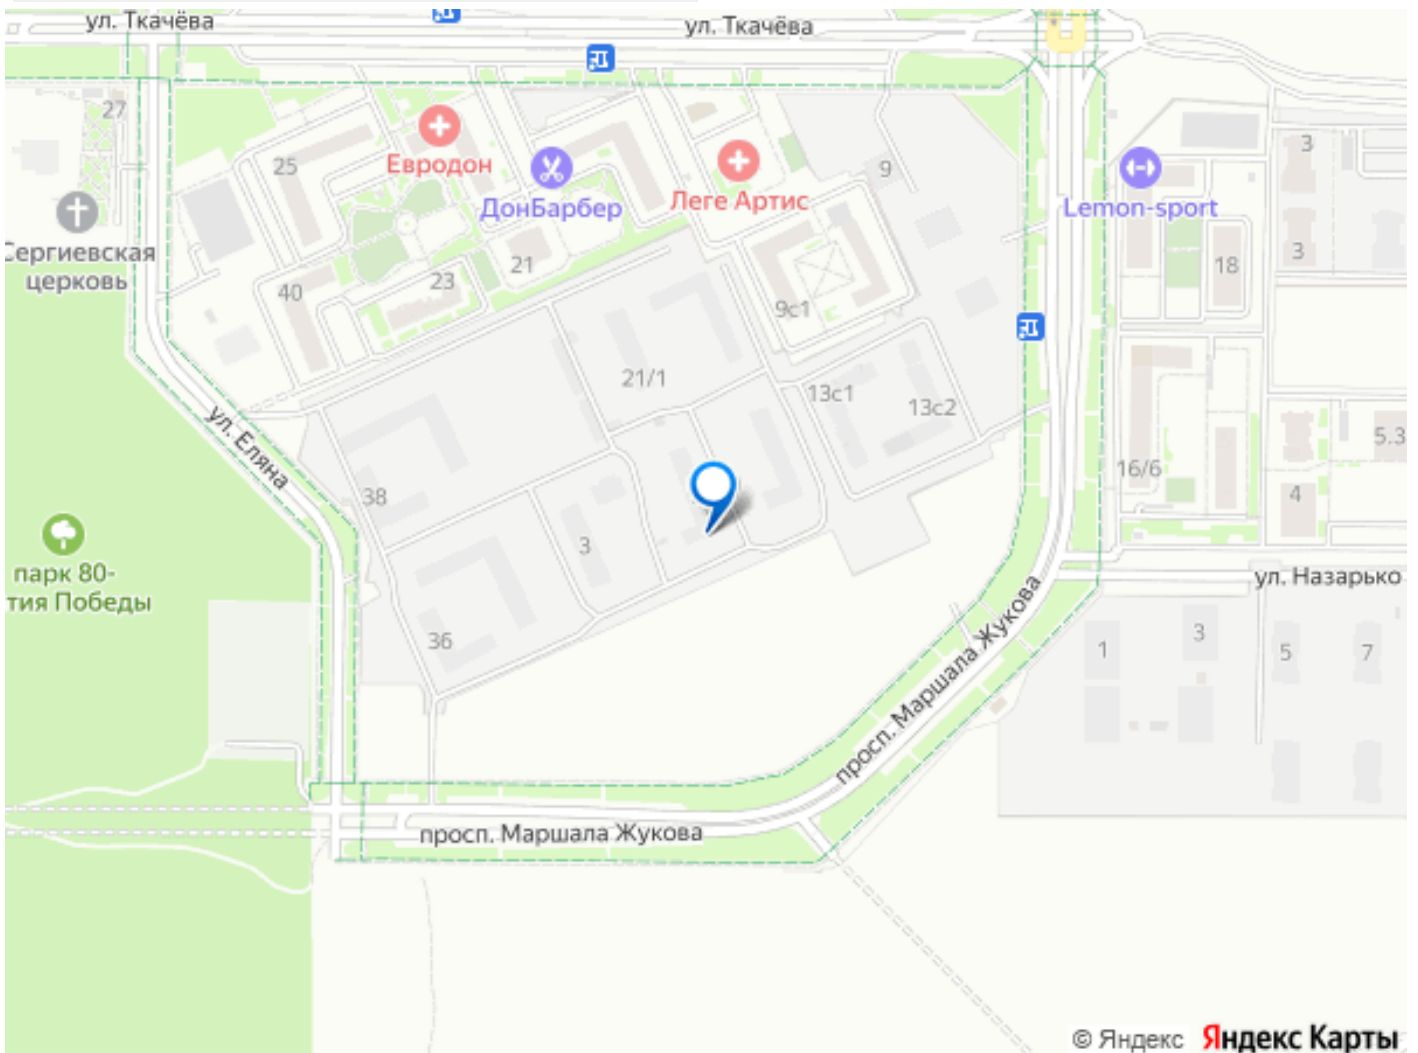 ул. Ткачёва
ул. Ткачёва
27
25
Евродон
ДонБарбер
Леге Артис
9
Lemon-sport
3
3
18
Сергиевская
церковь
40
23
21
9с1
21/1
13с1
13с2
ул. Еляна
38
3
16/6
5.3
4
парк 80-
тия Победы
36
просп. Маршала Жукова
ул. Назарько
1
3
5
7
просп. Маршала Жукова
© Яндекс Яндекс Карты